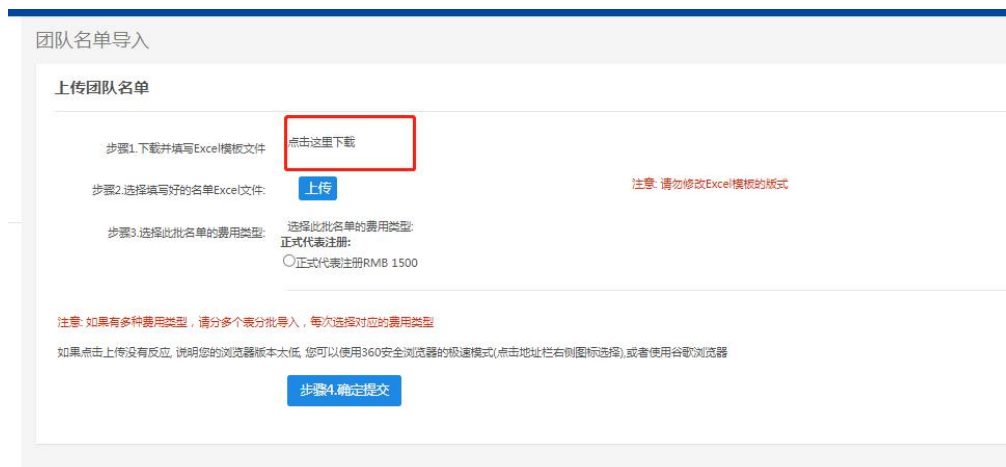 团队名单导入
上传团队名单
步骤1.下载并填写Excel模板文件 点击这里下载
步骤2.选择填写好的名单Excel文件: 上传 注意: 请勿修改Excel模板的版式
步骤3.选择此批名单的费用类型: 选择此批名单的费用类型:
正式代表注册:
正式代表注册RMB 1500
注意: 如果有多种费用类型，请分多个表分批导入，每次选择对应的费用类型
如果点击上传没有反应, 说明您的浏览器版本太低, 您可以使用360安全浏览器的极速模式(点击地址栏右侧图标选择),或者使用谷歌浏览器
步骤4.确定提交